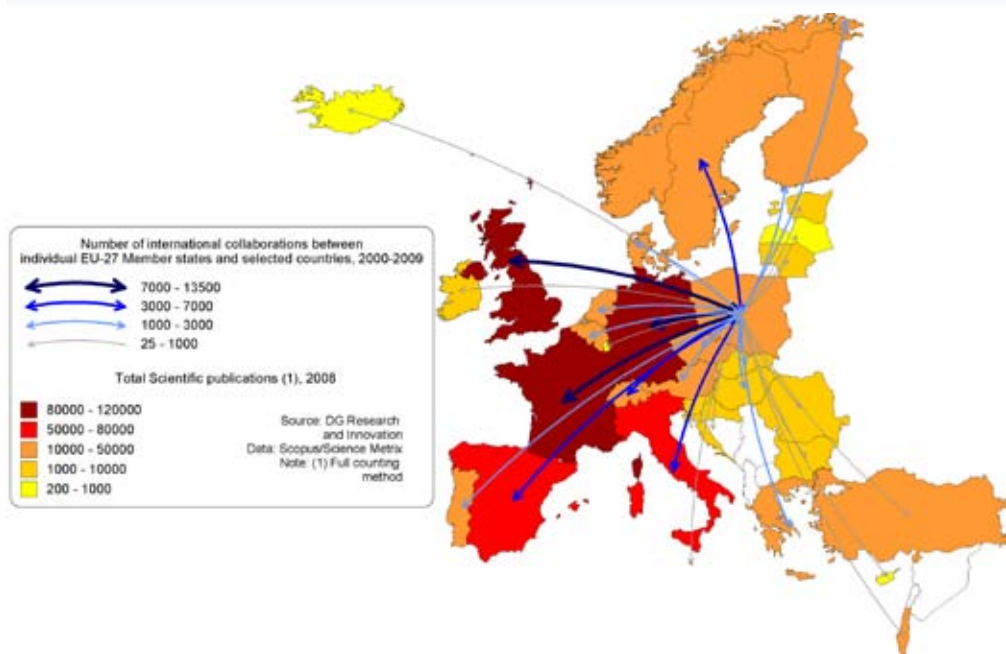 Number of international collaborations between
individual EU-27 Member states and selected countries, 2000-2009
7000 - 13500
3000 - 7000
1000 - 3000
25 - 1000
Total Scientific publications (1), 2008
80000 - 120000
50000 - 80000
10000 - 50000
1000 - 10000
200 - 1000
Source: DG Research
and Innovation
Data: Scopus/Science Metrix
Note: (1) Full counting
method